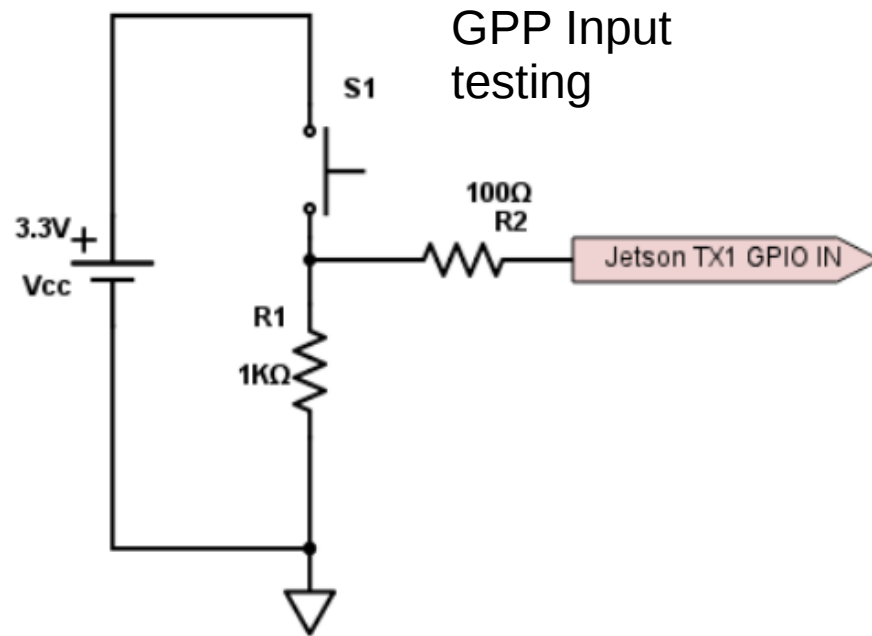 GPP Input
testing
S1
100Ω
R2
3.3V
+
Vcc
Jetson TX1 GPIO IN
R1
1KΩ